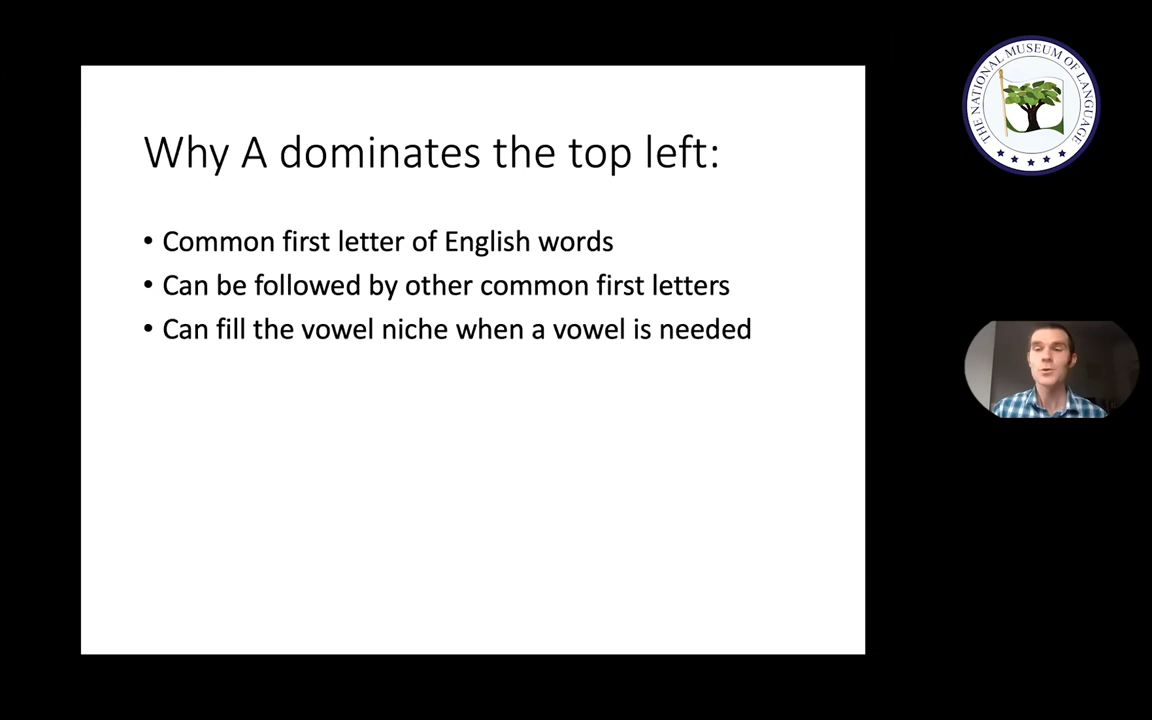 Why A dominates the top left:
• Common first letter of English words
• Can be followed by other common first letters
• Can fill the vowel niche when a vowel is needed
THE NATIONAL MUSEUM OF LANGUAGE